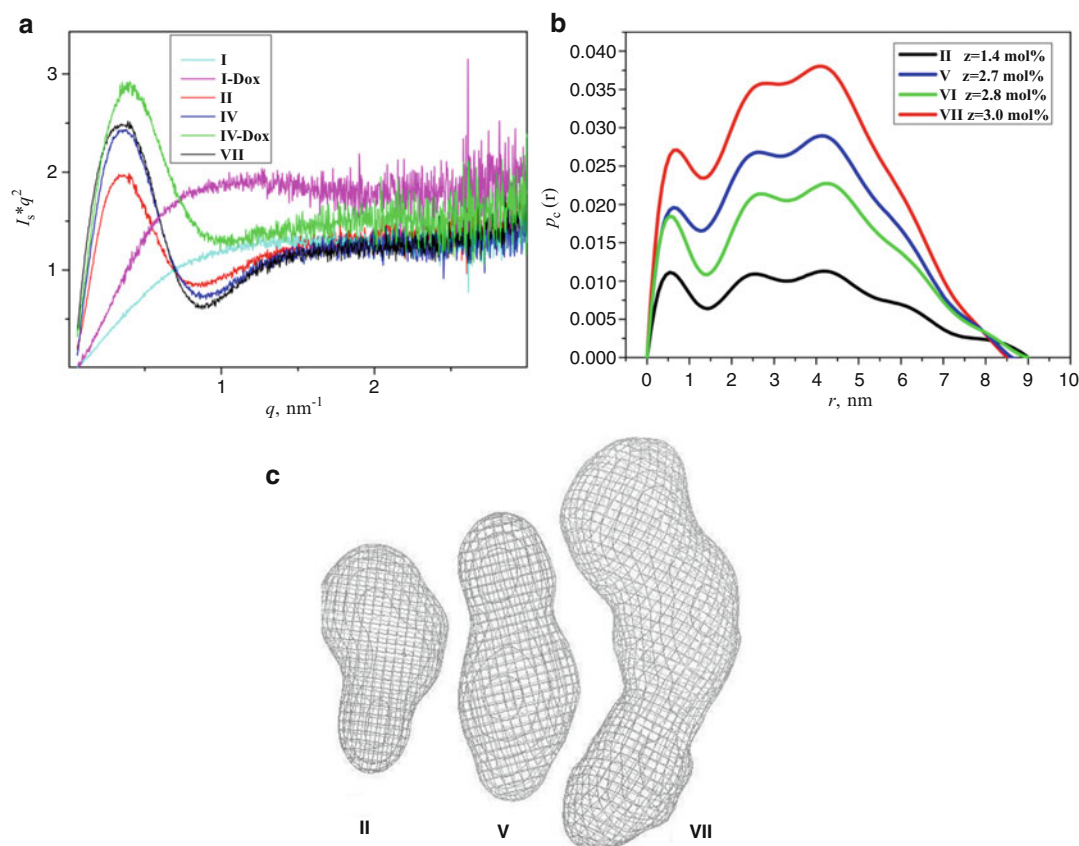 a
I
I-Dox
II
IV
IV-Dox
VII
3
2
1
I_s*q^2
1
2
q, nm^-1
b
II z=1.4 mol%
V z=2.7 mol%
VI z=2.8 mol%
VII z=3.0 mol%
0.040
0.035
0.030
0.025
0.020
0.015
0.010
0.005
0.000
p_c (r)
0 1 2 3 4 5 6 7 8 9 10
r, nm
c
II
V
VII